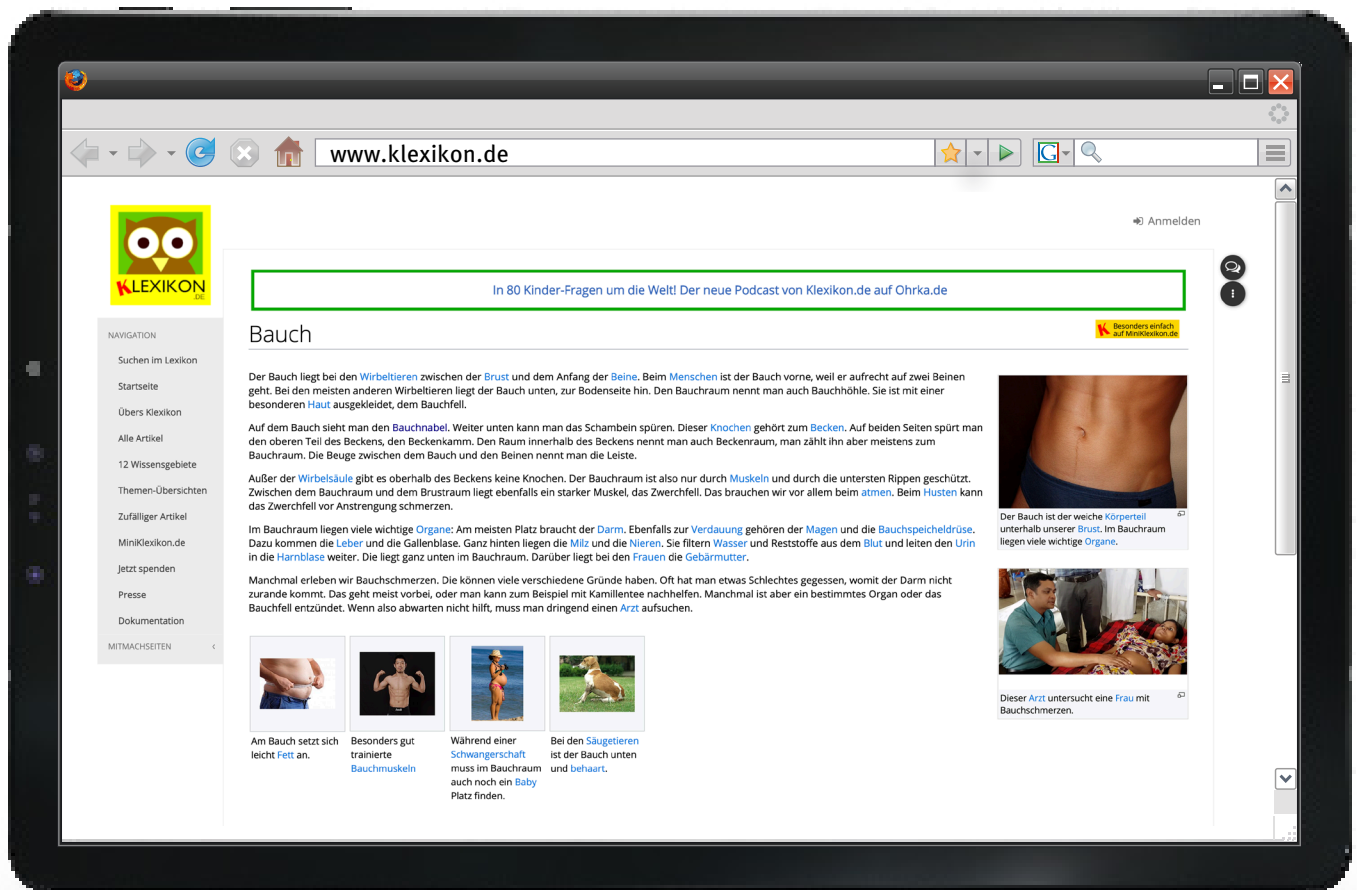 www.klexikon.de
G
Anmelden
KLEXIKON
.DE
In 80 Kinder-Fragen um die Welt! Der neue Podcast von Klexikon.de auf Ohrka.de
NAVIGATION
Suchen im Lexikon
Startseite
Übers Klexikon
Alle Artikel
12 Wissensgebiete
Themen-Übersichten
Zufälliger Artikel
MiniKlexikon.de
Jetzt spenden
Presse
Dokumentation
MITMACHSEITEN
Bauch
K Besonders einfach
auf MiniKlexikon.de
Der Bauch liegt bei den Wirbeltieren zwischen der Brust und dem Anfang der Beine. Beim Menschen ist der Bauch vorne, weil er aufrecht auf zwei Beinen
geht. Bei den meisten anderen Wirbeltieren liegt der Bauch unten, zur Bodenseite hin. Den Bauchraum nennt man auch Bauchhöhle. Sie ist mit einer
besonderen Haut ausgekleidet, dem Bauchfell.
Auf dem Bauch sieht man den Bauchnabel. Weiter unten kann man das Schambein spüren. Dieser Knochen gehört zum Becken. Auf beiden Seiten spürt man
den oberen Teil des Beckens, den Beckenkamm. Den Raum innerhalb des Beckens nennt man auch Beckenraum, man zählt ihn aber meistens zum
Bauchraum. Die Beuge zwischen dem Bauch und den Beinen nennt man die Leiste.
Außer der Wirbelsäule gibt es oberhalb des Beckens keine Knochen. Der Bauchraum ist also nur durch Muskeln und durch die untersten Rippen geschützt.
Zwischen dem Bauchraum und dem Brustraum liegt ebenfalls ein starker Muskel, das Zwerchfell. Das brauchen wir vor allem beim atmen. Beim Husten kann
das Zwerchfell vor Anstrengung schmerzen.
Im Bauchraum liegen viele wichtige Organe: Am meisten Platz braucht der Darm. Ebenfalls zur Verdauung gehören der Magen und die Bauchspeicheldrüse.
Dazu kommen die Leber und die Gallenblase. Ganz hinten liegen die Milz und die Nieren. Sie filtern Wasser und Reststoffe aus dem Blut und leiten den Urin
in die Harnblase weiter. Die liegt ganz unten im Bauchraum. Darüber liegt bei den Frauen die Gebärmutter.
Manchmal erleben wir Bauchschmerzen. Die können viele verschiedene Gründe haben. Oft hat man etwas Schlechtes gegessen, womit der Darm nicht
zurande kommt. Das geht meist vorbei, oder man kann zum Beispiel mit Kamillentee nachhelfen. Manchmal ist aber ein bestimmtes Organ oder das
Bauchfell entzündet. Wenn also abwarten nicht hilft, muss man dringend einen Arzt aufsuchen.
Der Bauch ist der weiche Körperteil
unterhalb unserer Brust. Im Bauchraum
liegen viele wichtige Organe.
Dieser Arzt untersucht eine Frau mit
Bauchschmerzen.
Am Bauch setzt sich
leicht Fett an.
Besonders gut
trainierte
Bauchmuskeln
Während einer
Schwangerschaft
muss im Bauchraum
auch noch ein Baby
Platz finden.
Bei den Säugetieren
ist der Bauch unten
und behaart.